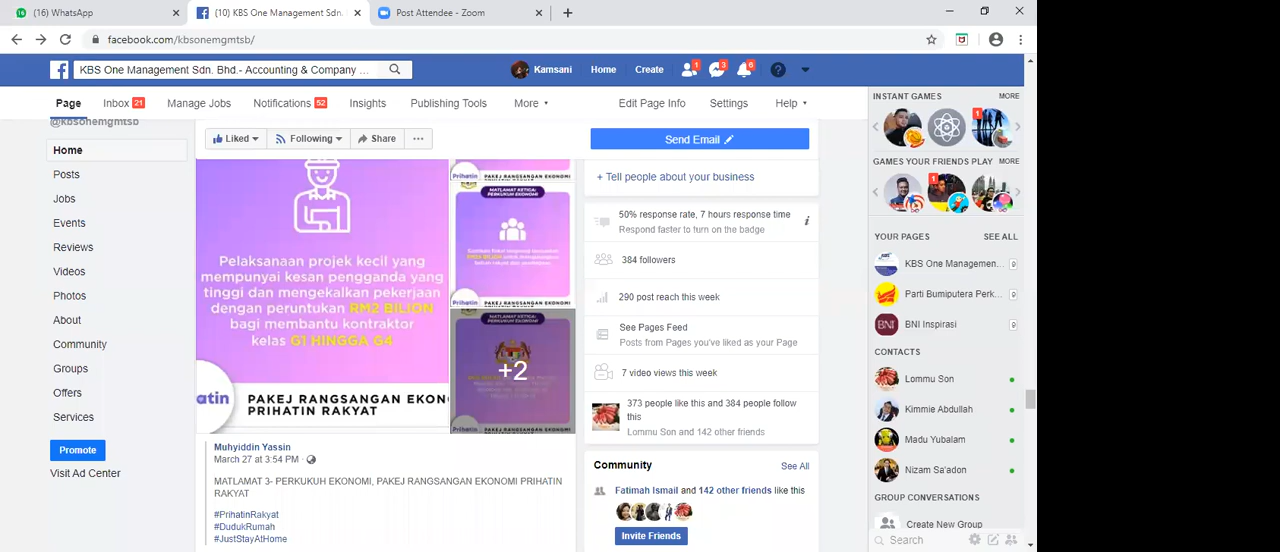 (16) WhatsApp
(10) KBS One Management Sdn.
Post Attendee - Zoom
facebook.com/kbsonemgmtsb/
KBS One Management Sdn. Bhd.- Accounting & Company ...
Kamsani
Home
Create
1
3
6
Page
Inbox 21
Manage Jobs
Notifications 52
Insights
Publishing Tools
More
Edit Page Info
Settings
Help
@kbsonemgmtsb
Home
Posts
Jobs
Events
Reviews
Videos
Photos
About
Community
Groups
Offers
Services
Promote
Visit Ad Center
Liked
Following
Share
Send Email
Pelaksanaan projek kecil yang
mempunyai kesan pengganda yang
tinggi dan mengekalkan pekerjaan
dengan peruntukan RM2 BILION
bagi membantu kontraktor
kelas G1 HINGGA G4
PAKEJ RANGSANGAN EKON
PRIHATIN RAKYAT
Prihatin
MATLAMAT KETIGA:
PERKUKUH EKONOMI
Prihatin
+2
Muhyiddin Yassin
March 27 at 3:54 PM
MATLAMAT 3- PERKUKUH EKONOMI, PAKEJ RANGSANGAN EKONOMI PRIHATIN
RAKYAT
#PrihatinRakyat
#DudukRumah
#JustStayAtHome
+ Tell people about your business
50% response rate, 7 hours response time
Respond faster to turn on the badge
384 followers
290 post reach this week
See Pages Feed
Posts from Pages you've liked as your Page
7 video views this week
373 people like this and 384 people follow
this
Lommu Son and 142 other friends
Community
See All
Fatimah Ismail and 142 other friends like this
Invite Friends
INSTANT GAMES
MORE
1
GAMES YOUR FRIENDS PLAY
MORE
1
YOUR PAGES
SEE ALL
KBS One Managemen...
Parti Bumiputera Perk...
BNI Inspirasi
CONTACTS
Lommu Son
Kimmie Abdullah
Madu Yubalam
Nizam Sa'adon
GROUP CONVERSATIONS
Create New Group
Search